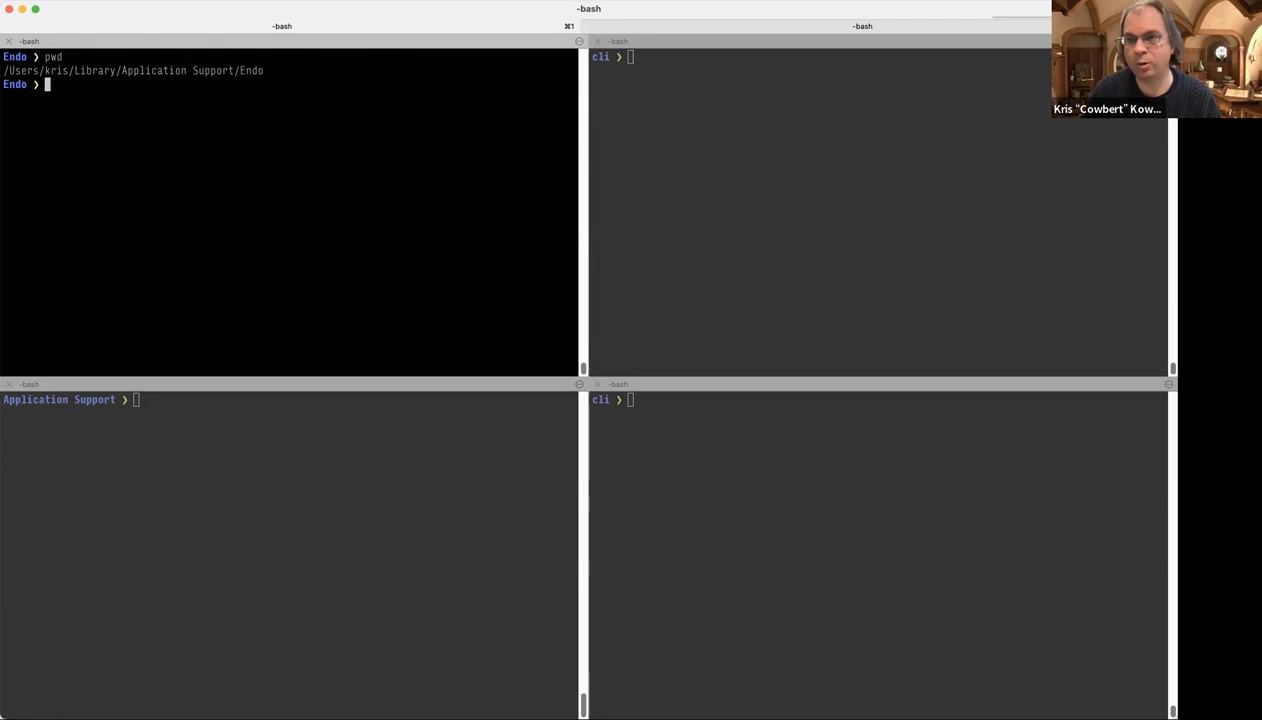 -bash
-bash
⌘1
-bash
-bash
Endo ❯ pwd
/Users/kris/Library/Application Support/Endo
Endo ❯
-bash
cli ❯
Kris "Cowbert" Kow...
-bash
Application Support ❯
-bash
cli ❯